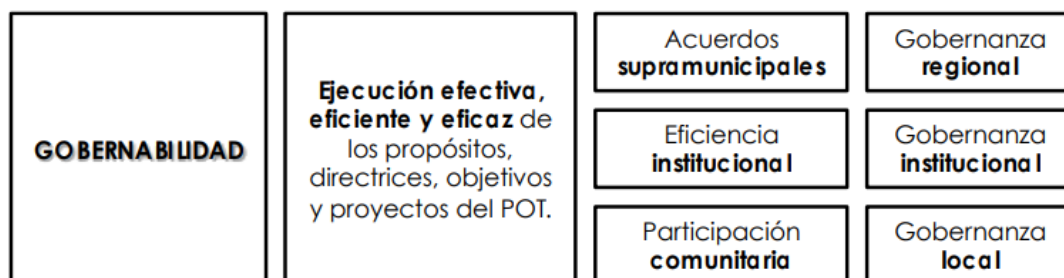 GOBERNABILIDAD
Ejecución efectiva,
eficiente y eficaz de
los propósitos,
directrices, objetivos
y proyectos del POT.
Acuerdos
supramunicipales
Gobernanza
regional
Eficiencia
institucional
Gobernanza
institucional
Participación
comunitaria
Gobernanza
local